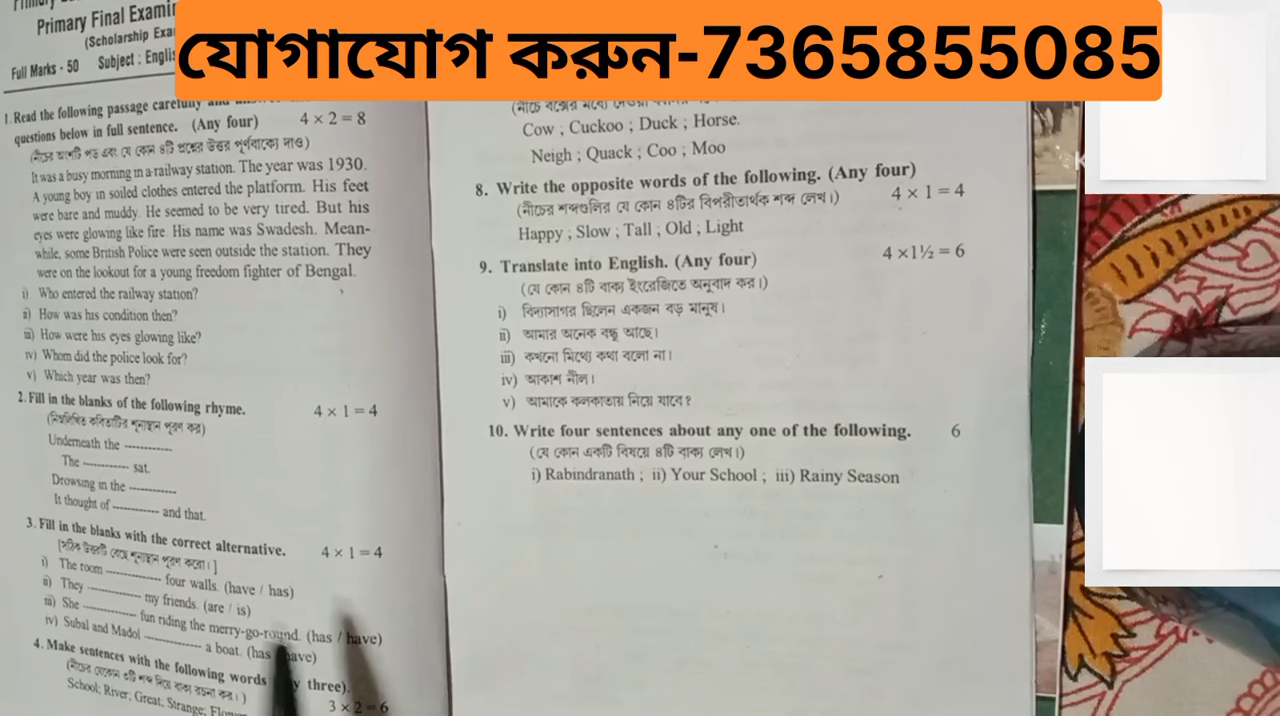 যোগাযোগ করুন-7365855085
Primary Final
(Scholarship
Full Marks - 50 Subject :
1. Read the following passage carefully and
questions below in full sentence. (Any four) 4 × 2 = 8
(নীচের অংশটি পড় এবং যে কোন ৪টি প্রশ্নের উত্তর পূর্ণবাক্যে দাও)
It was a busy morning in a railway station. The year was 1930.
A young boy in soiled clothes entered the platform. His feet
were bare and muddy. He seemed to be very tired. But his
eyes were glowing like fire. His name was Swadesh. Mean-
while, some British Police were seen outside the station. They
were on the lookout for a young freedom fighter of Bengal.
i) Who entered the railway station?
ii) How was his condition then?
iii) How were his eyes glowing like?
iv) Whom did the police look for?
v) Which year was then?
2. Fill in the blanks of the following rhyme. 4 × 1 = 4
(নিম্নলিখিত কবিতাটির শূন্যস্থান পূরণ কর)
Underneath the -----------
The ----------- sat.
Drowsing in the -----------
It thought of ----------- and that.
3. Fill in the blanks with the correct alternative. 4 × 1 = 4
[সঠিক উত্তরটি বেছে শূন্যস্থান পূরণ করো।]
i) The room ------------- four walls. (have / has)
ii) They ------------- my friends. (are / is)
iii) She ------------- fun riding the merry-go-round. (has / have)
iv) Subal and Madol ------------- a boat. (has have)
4. Make sentences with the following words three).
(নীচের যেকোন ৩টি শব্দ দিয়ে বাক্য রচনা কর।) 3 × 2 = 6
School; River; Great; Strange;
Cow ; Cuckoo ; Duck ; Horse.
Neigh ; Quack ; Coo ; Moo
8. Write the opposite words of the following. (Any four)
(নীচের শব্দগুলির যে কোন ৪টির বিপরীতার্থক শব্দ লেখ।) 4 × 1 = 4
Happy ; Slow ; Tall ; Old ; Light
9. Translate into English. (Any four) 4 ×1½ = 6
(যে কোন ৪টি বাক্য ইংরেজিতে অনুবাদ কর।)
i) বিদ্যাসাগর ছিলেন একজন বড় মানুষ।
ii) আমার অনেক বন্ধু আছে।
iii) কখনো মিথ্যে কথা বলো না।
iv) আকাশ নীল।
v) আমাকে কলকাতায় নিয়ে যাবে?
10. Write four sentences about any one of the following. 6
(যে কোন একটি বিষয়ে ৪টি বাক্য লেখ।)
i) Rabindranath ; ii) Your School ; iii) Rainy Season